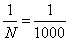 1/N = 1/1000